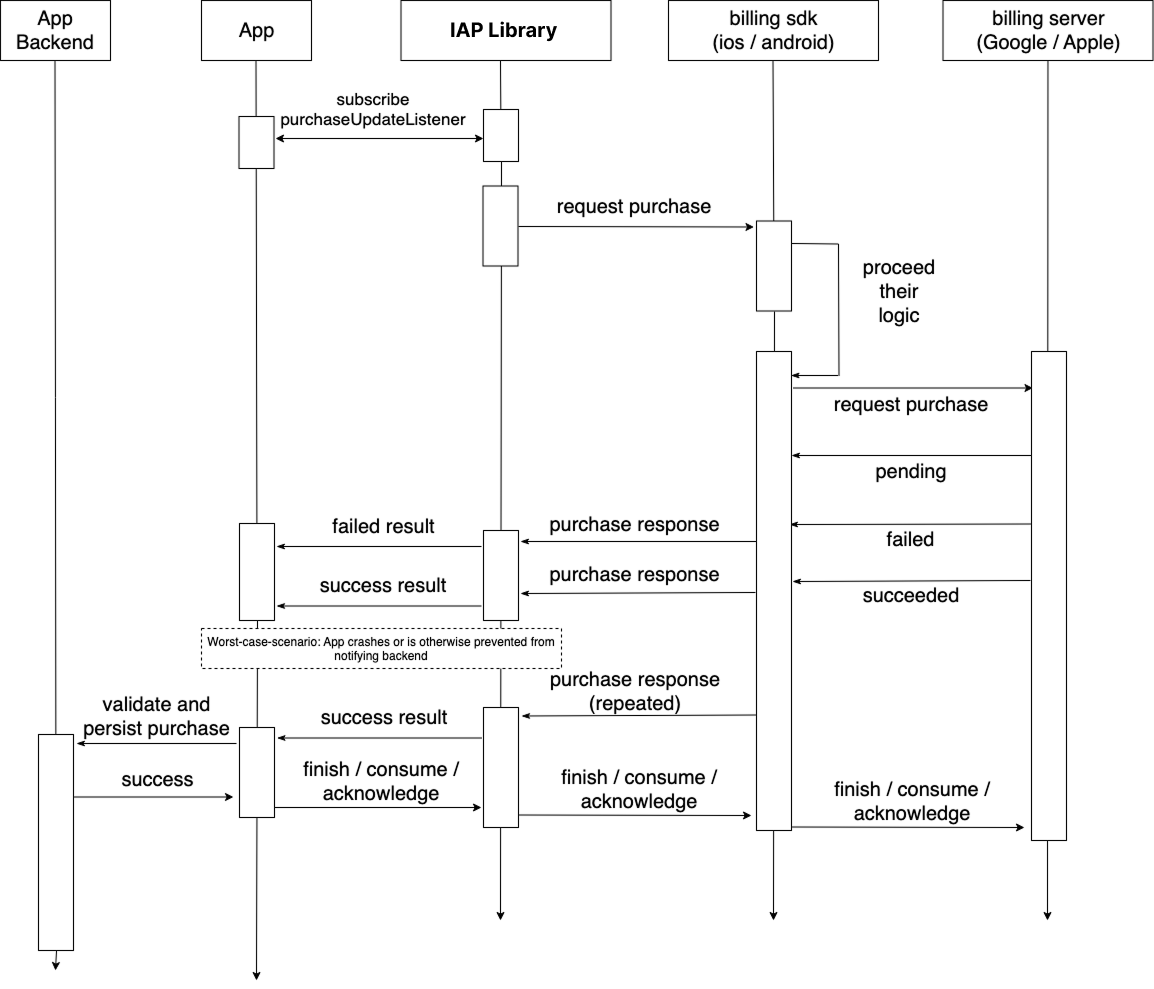 App
Backend
App
IAP Library
billing sdk
(ios / android)
billing server
(Google / Apple)
subscribe
purchaseUpdateListener
request purchase
proceed
their
logic
request purchase
pending
failed result
purchase response
failed
success result
purchase response
succeeded
Worst-case-scenario: App crashes or is otherwise prevented from
notifying backend
purchase response
(repeated)
validate and
persist purchase
success result
success
finish / consume /
acknowledge
finish / consume /
acknowledge
finish / consume /
acknowledge